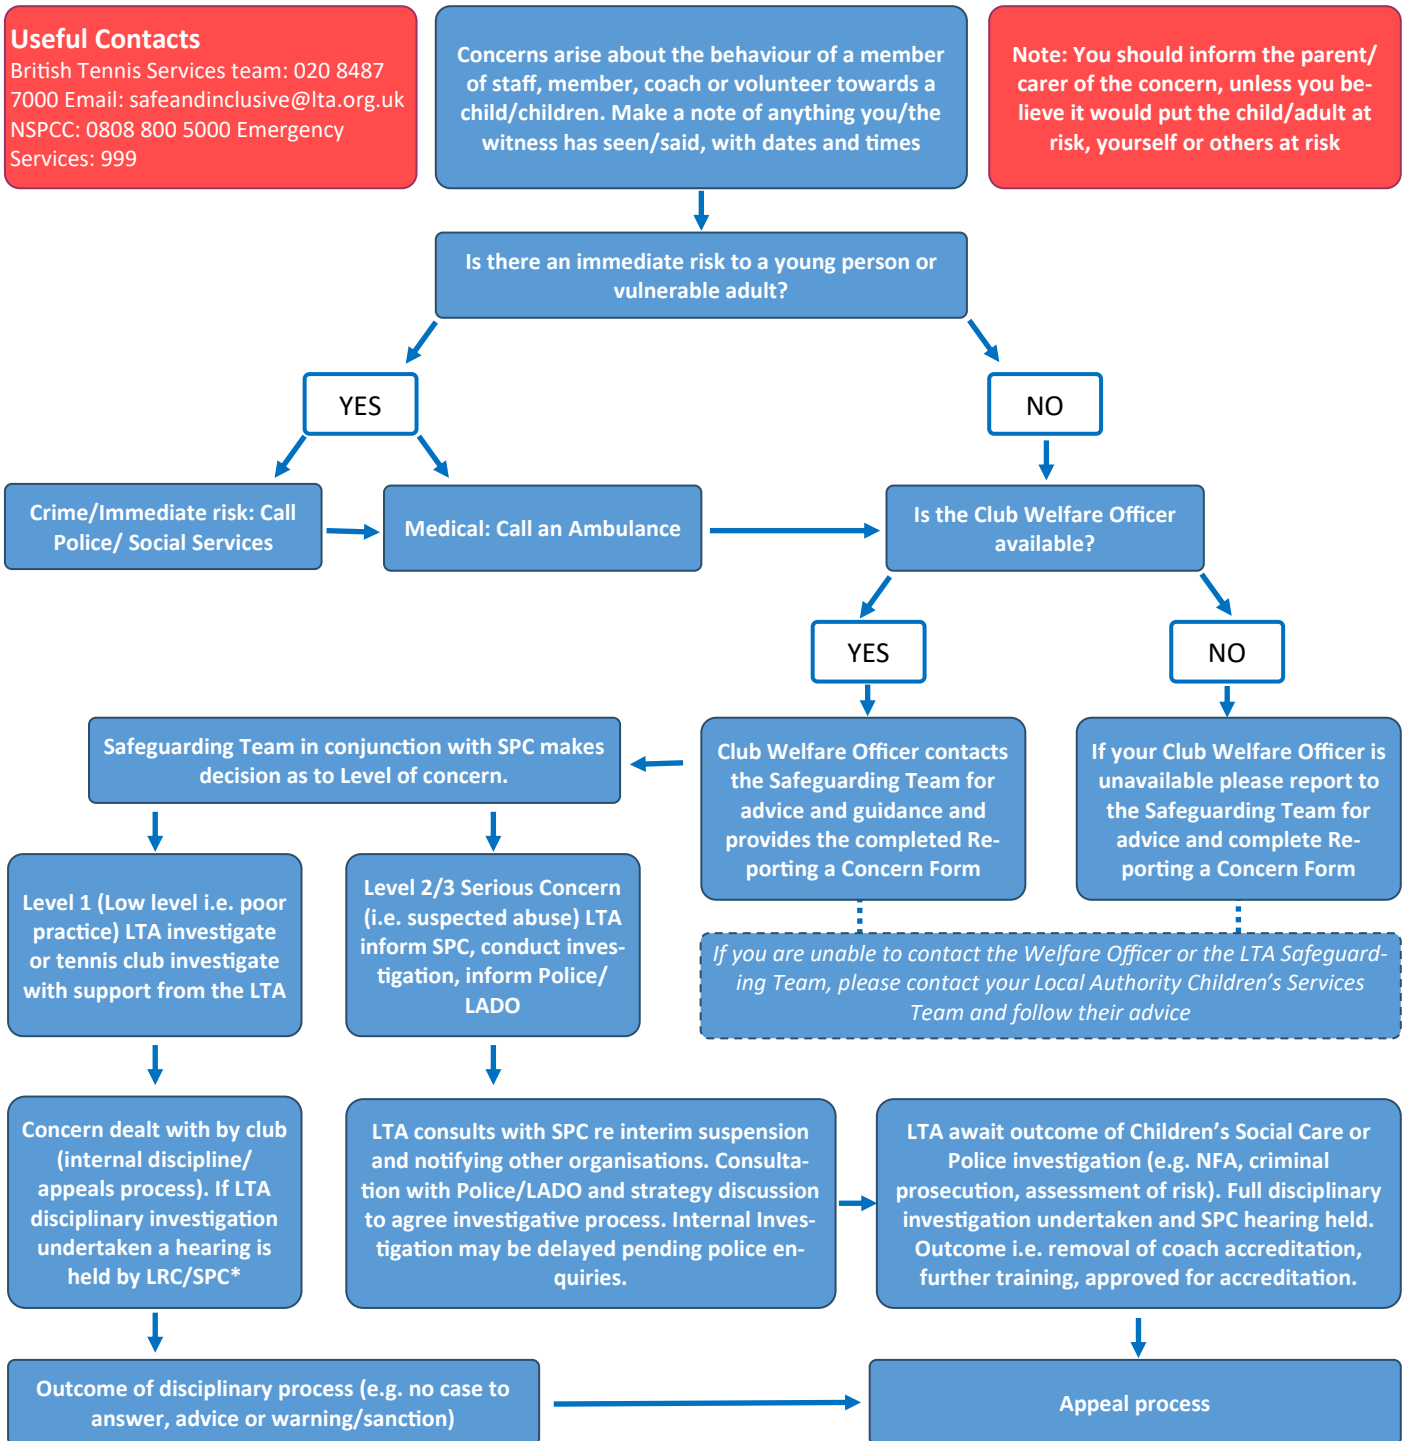 Useful Contacts
British Tennis Services team: 020 8487
7000 Email: safeandinclusive@lta.org.uk
NSPCC: 0808 800 5000 Emergency
Services: 999
Concerns arise about the behaviour of a member
of staff, member, coach or volunteer towards a
child/children. Make a note of anything you/the
witness has seen/said, with dates and times
Note: You should inform the parent/
carer of the concern, unless you be-
lieve it would put the child/adult at
risk, yourself or others at risk
Is there an immediate risk to a young person or
vulnerable adult?
YES
NO
Crime/Immediate risk: Call
Police/ Social Services
Medical: Call an Ambulance
Is the Club Welfare Officer
available?
YES
NO
Safeguarding Team in conjunction with SPC makes
decision as to Level of concern.
Club Welfare Officer contacts
the Safeguarding Team for
advice and guidance and
provides the completed Re-
porting a Concern Form
If your Club Welfare Officer is
unavailable please report to
the Safeguarding Team for
advice and complete Re-
porting a Concern Form
Level 1 (Low level i.e. poor
practice) LTA investigate
or tennis club investigate
with support from the LTA
Level 2/3 Serious Concern
(i.e. suspected abuse) LTA
inform SPC, conduct inves-
tigation, inform Police/
LADO
If you are unable to contact the Welfare Officer or the LTA Safeguard-
ing Team, please contact your Local Authority Children's Services
Team and follow their advice
Concern dealt with by club
(internal discipline/
appeals process). If LTA
disciplinary investigation
undertaken a hearing is
held by LRC/SPC*
LTA consults with SPC re interim suspension
and notifying other organisations. Consulta-
tion with Police/LADO and strategy discussion
to agree investigative process. Internal Inves-
tigation may be delayed pending police en-
quiries.
LTA await outcome of Children's Social Care or
Police investigation (e.g. NFA, criminal
prosecution, assessment of risk). Full disciplinary
investigation undertaken and SPC hearing held.
Outcome i.e. removal of coach accreditation,
further training, approved for accreditation.
Outcome of disciplinary process (e.g. no case to
answer, advice or warning/sanction)
Appeal process